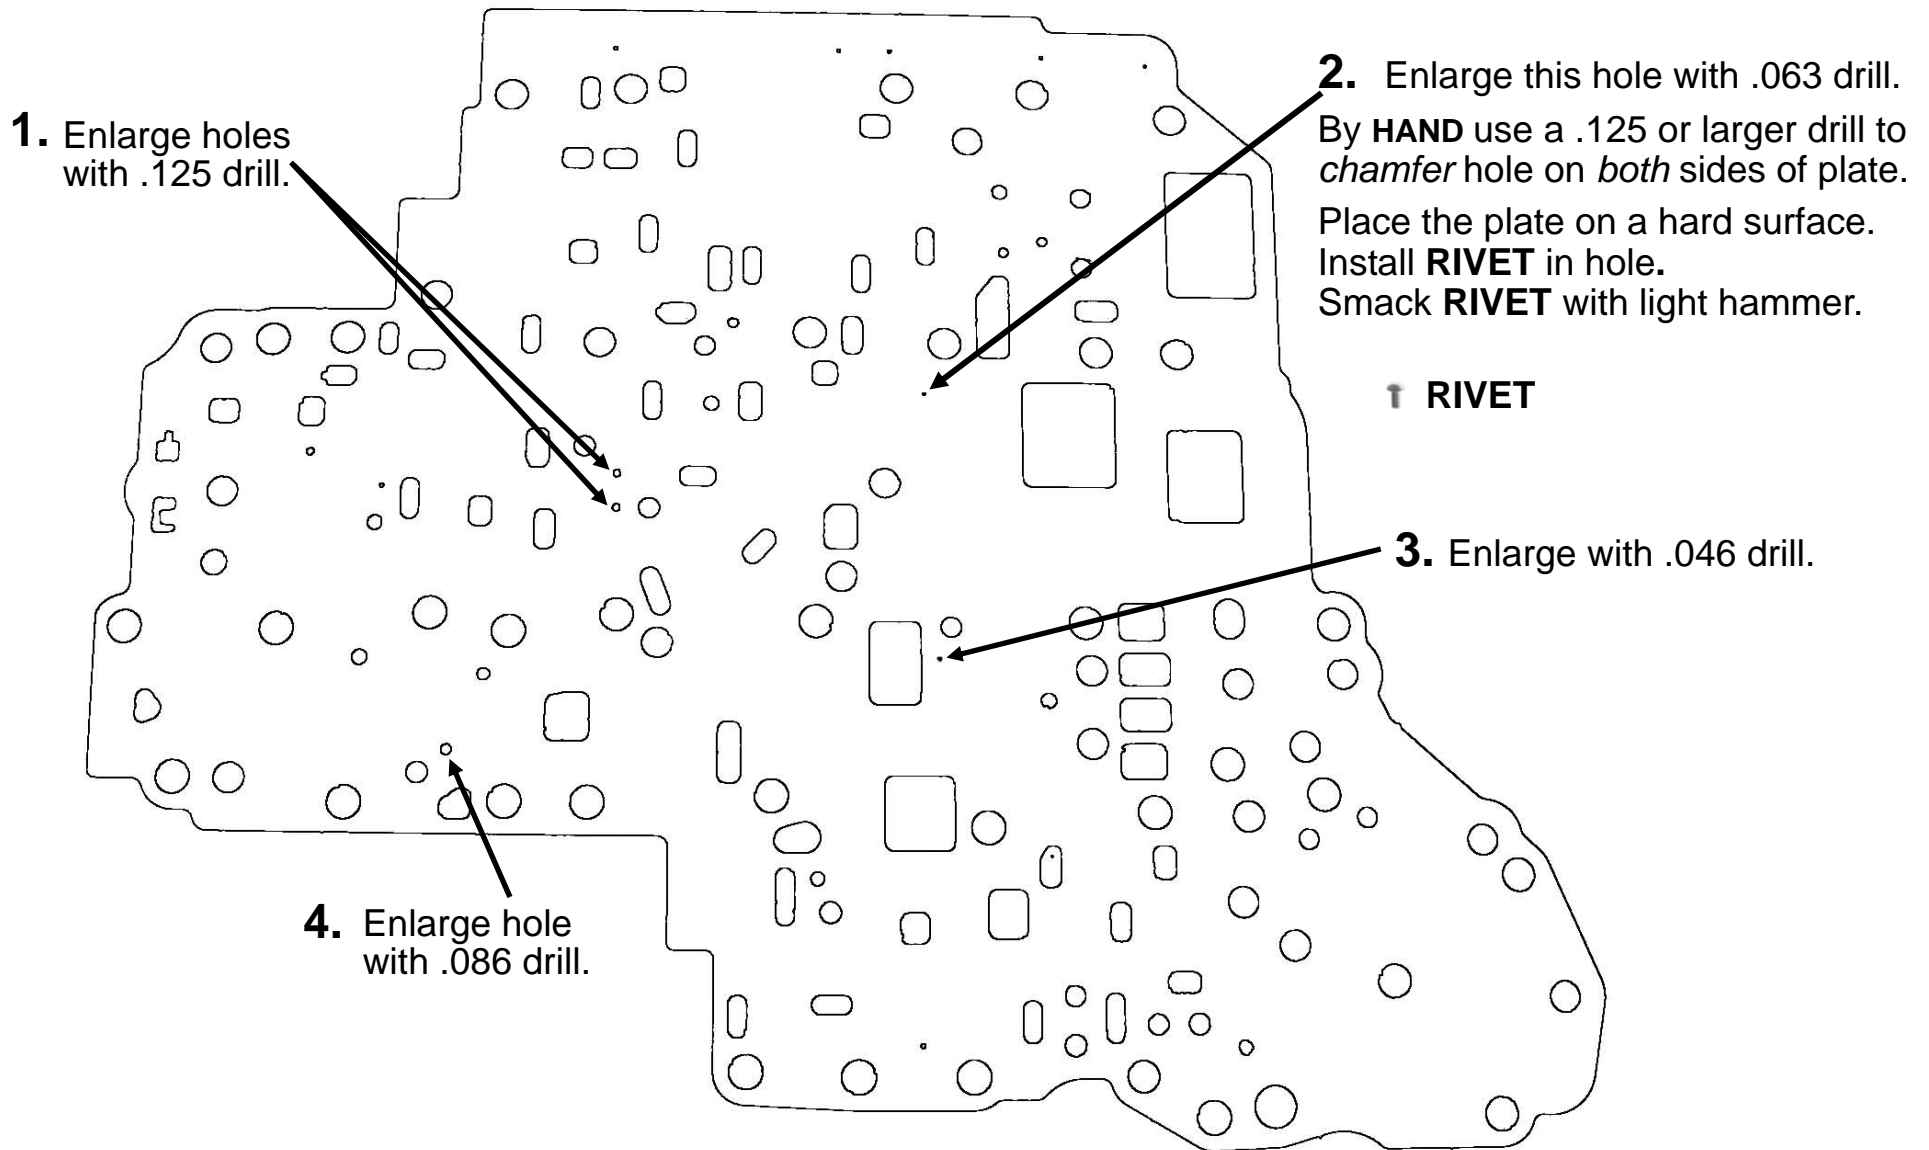 1. Enlarge holes
with .125 drill.
2. Enlarge this hole with .063 drill.
By HAND use a .125 or larger drill to
chamfer hole on both sides of plate.
Place the plate on a hard surface.
Install RIVET in hole.
Smack RIVET with light hammer.
RIVET
3. Enlarge with .046 drill.
4. Enlarge hole
with .086 drill.